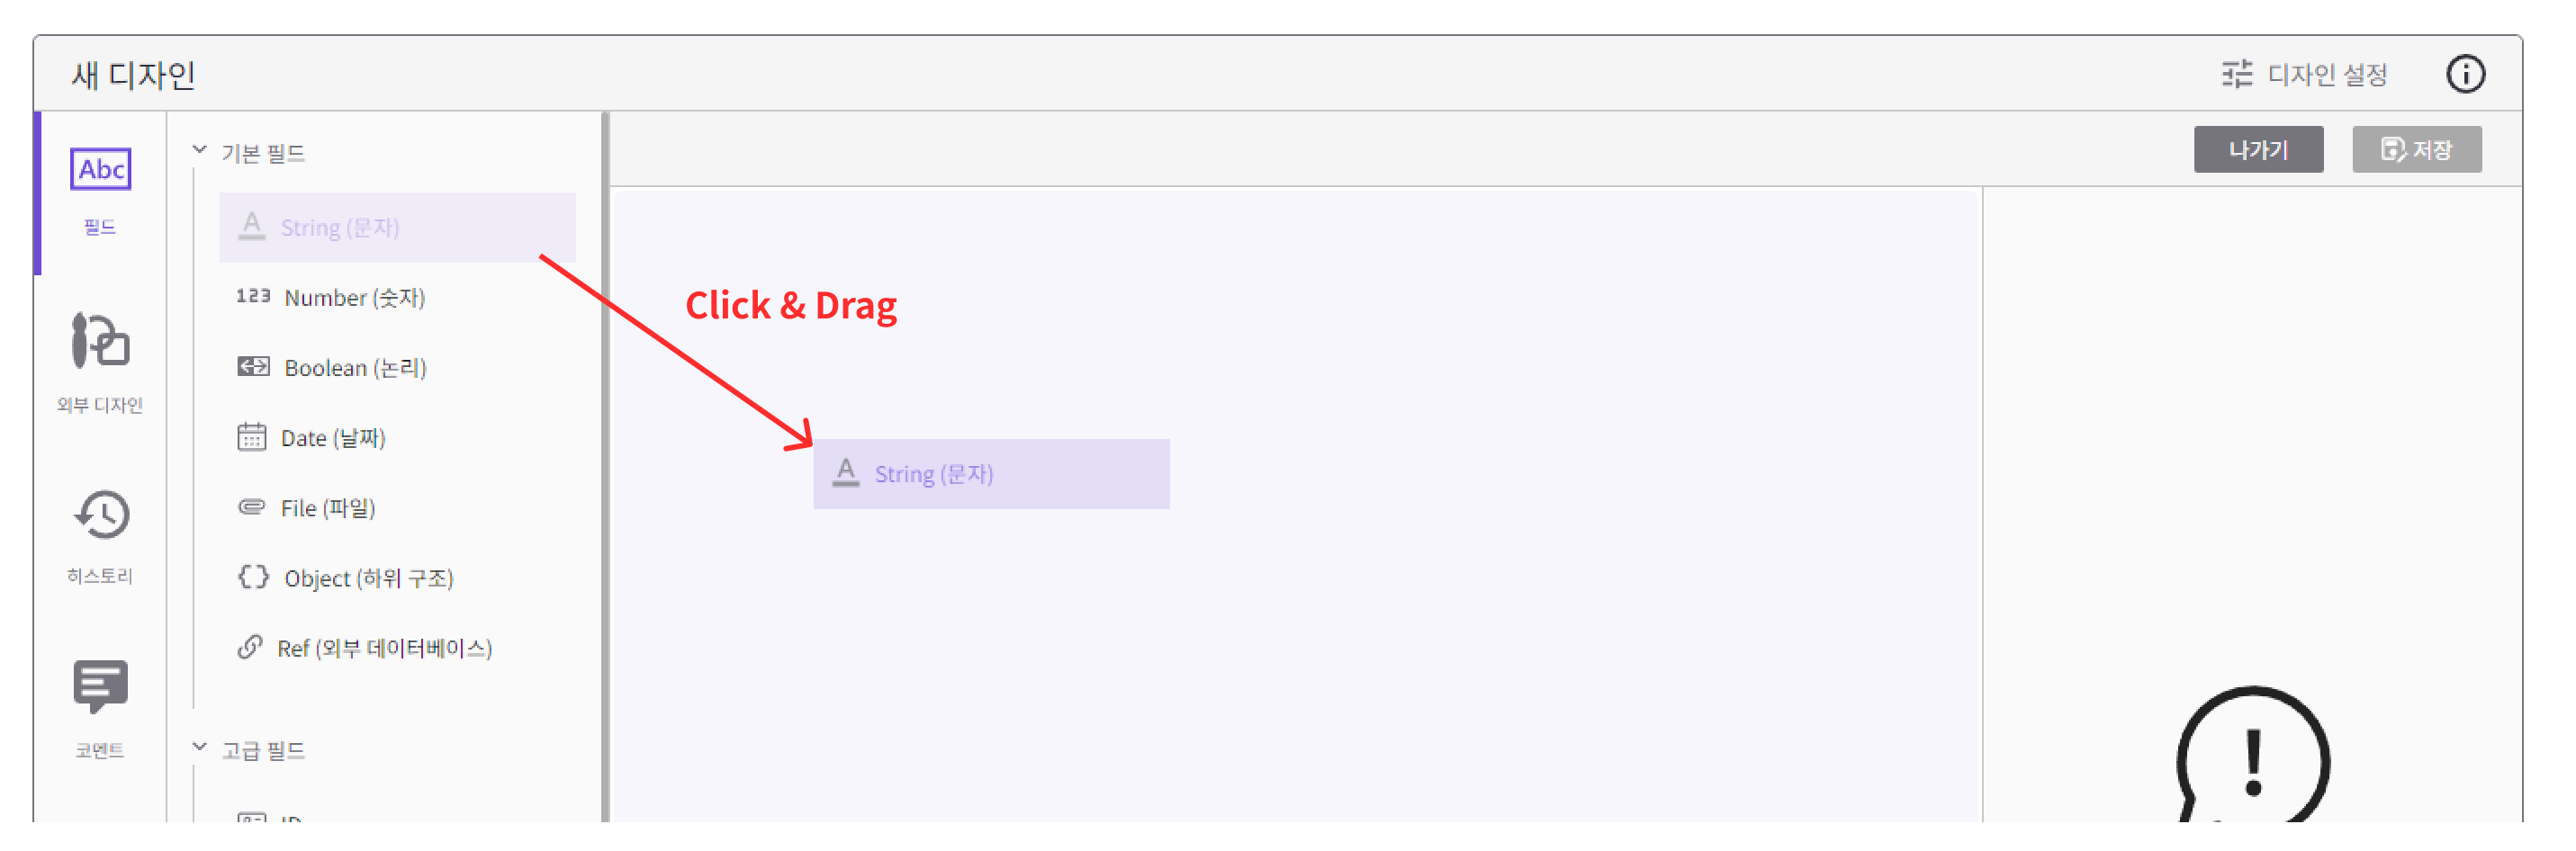 새 디자인
디자인 설정
나가기
저장
Abc
필드
외부 디자인
히스토리
코멘트
기본 필드
String (문자)
123 Number (숫자)
Boolean (논리)
Date (날짜)
File (파일)
Object (하위 구조)
Ref (외부 데이터베이스)
고급 필드
Click & Drag
String (문자)